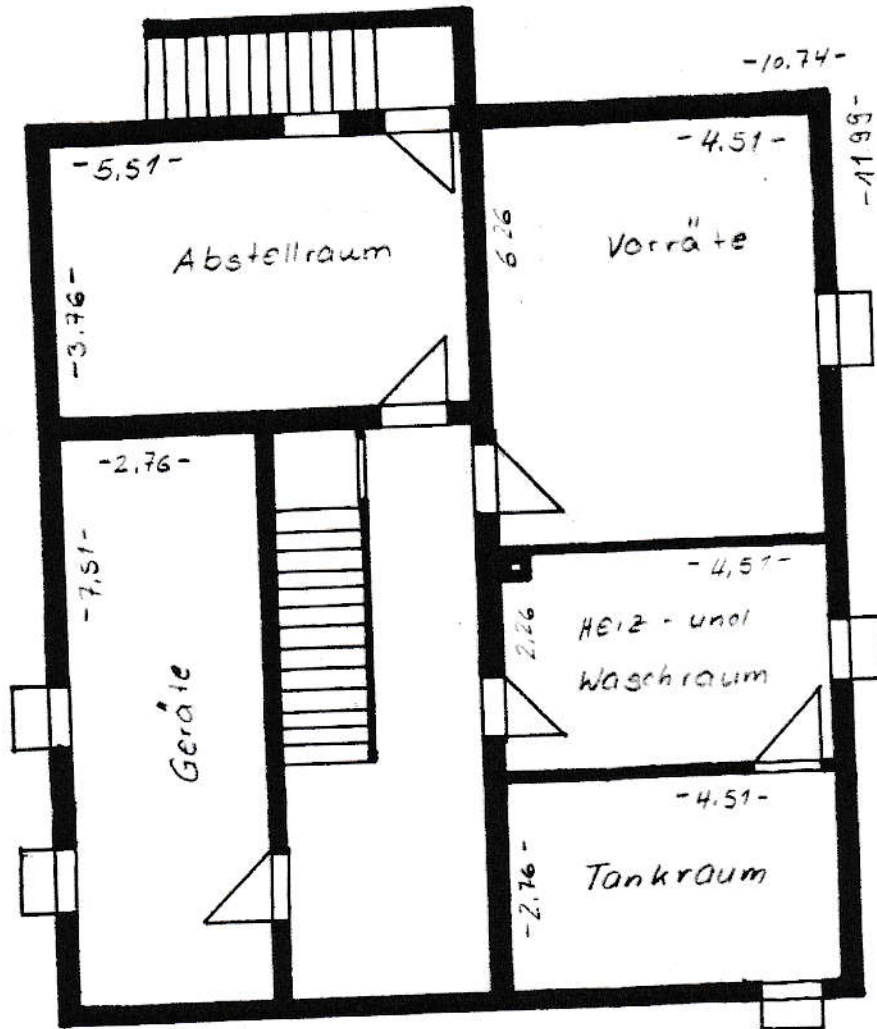 -10.74-
-11.99-
-5,51-
Abstellraum
-3.76-
-4.51-
6.26
Vorräte
-2,76-
-7,51-
Geräte
-4,51-
2,26
HEiz - und
Waschraum
-4.51-
-2,76-
Tankraum